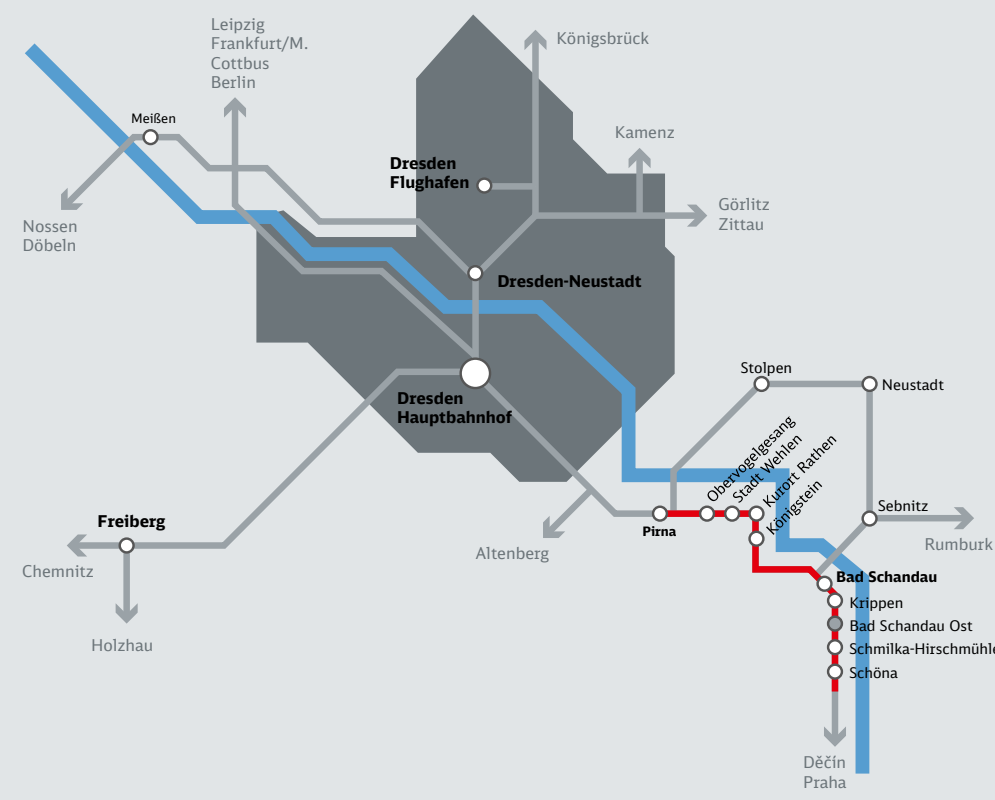 Leipzig
Frankfurt/M.
Cottbus
Berlin
Königsbrück
Meißen
Kamenz
Dresden
Flughafen
Görlitz
Zittau
Nossen
Döbeln
Dresden-Neustadt
Stolpen
Neustadt
Dresden
Hauptbahnhof
Obervogelgesang
Stadt Wehlen
Kurort Rathen
Königstein
Sebnitz
Freiberg
Pirna
Rumburk
Altenberg
Chemnitz
Bad Schandau
Krippen
Bad Schandau Ost
Holzhau
Schmilka-Hirschmühle
Schöna
Děčín
Praha